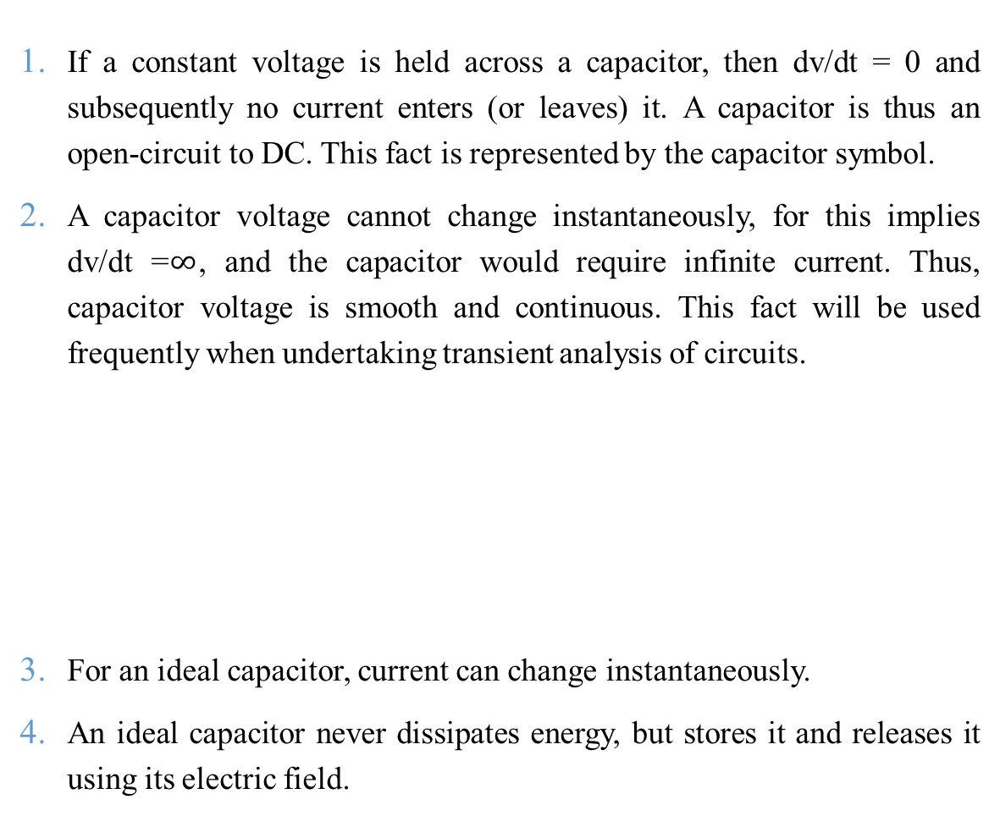 1. If a constant voltage is held across a capacitor, then dv/dt = 0 and
subsequently no current enters (or leaves) it. A capacitor is thus an
open-circuit to DC. This fact is represented by the capacitor symbol.
2. A capacitor voltage cannot change instantaneously, for this implies
dv/dt =∞, and the capacitor would require infinite current. Thus,
capacitor voltage is smooth and continuous. This fact will be used
frequently when undertaking transient analysis of circuits.
3. For an ideal capacitor, current can change instantaneously.
4. An ideal capacitor never dissipates energy, but stores it and releases it
using its electric field.